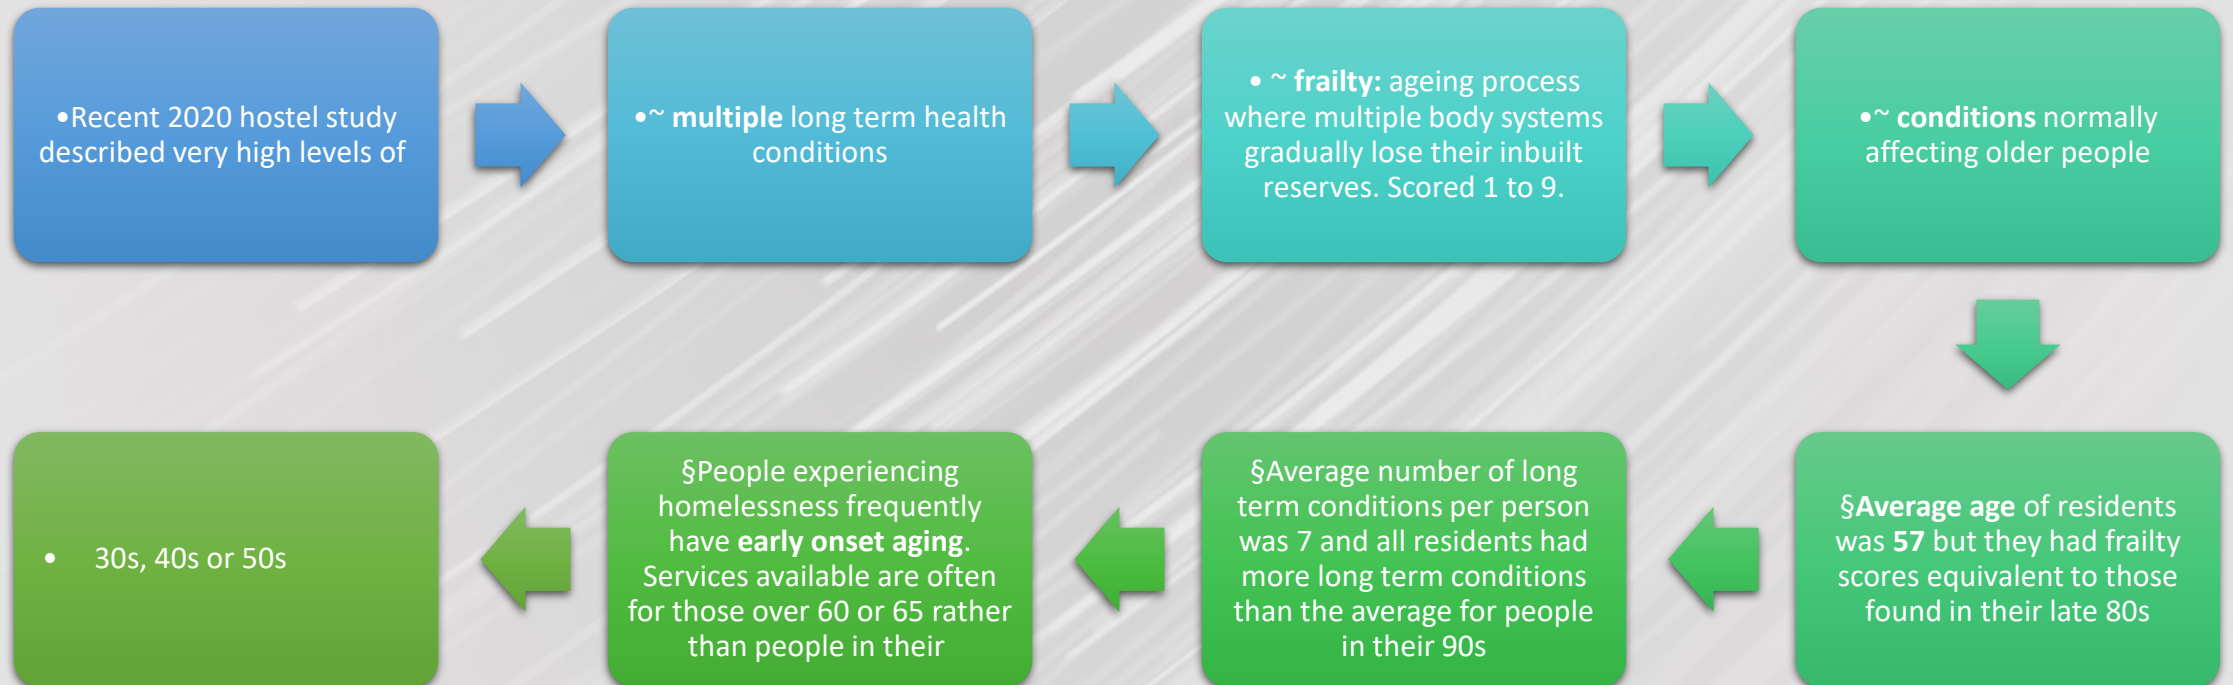 •Recent 2020 hostel study
described very high levels of
•~ multiple long term health
conditions
• ~ frailty: ageing process
where multiple body systems
gradually lose their inbuilt
reserves. Scored 1 to 9.
•~ conditions normally
affecting older people
§Average age of residents
was 57 but they had frailty
scores equivalent to those
found in their late 80s
§Average number of long
term conditions per person
was 7 and all residents had
more long term conditions
than the average for people
in their 90s
§People experiencing
homelessness frequently
have early onset aging.
Services available are often
for those over 60 or 65 rather
than people in their
• 30s, 40s or 50s